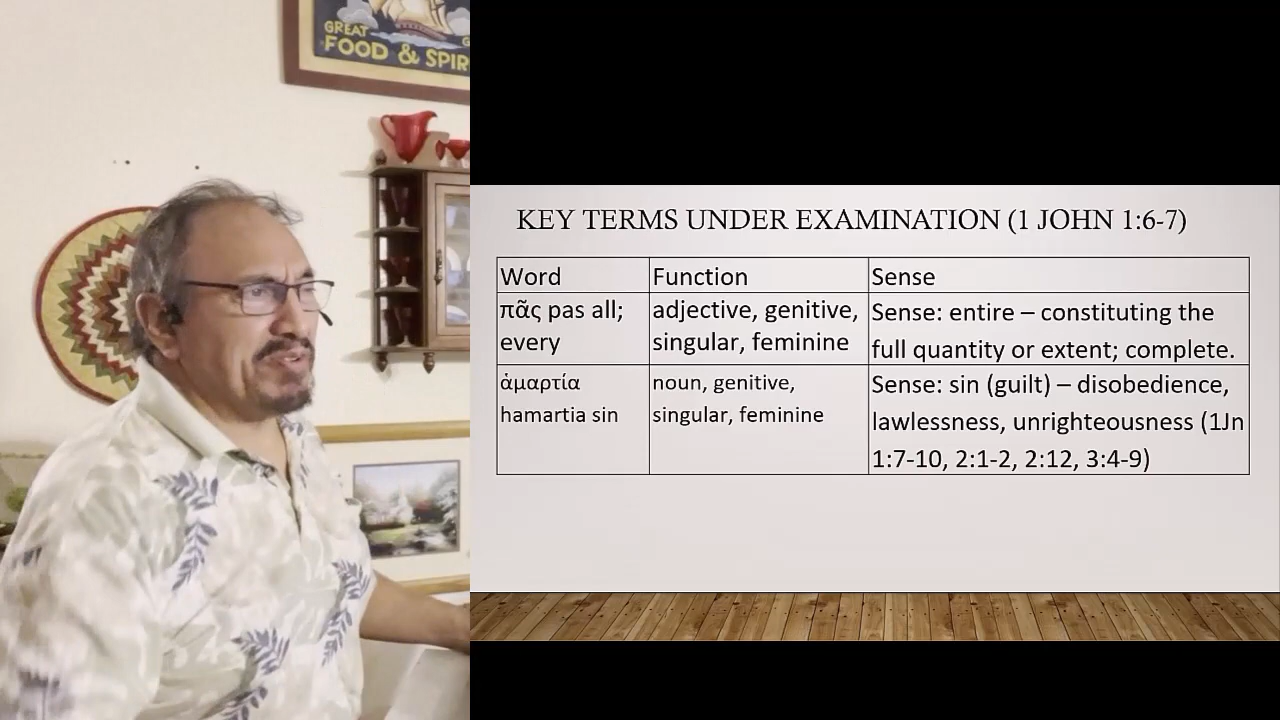 GREAT
FOOD & SPIR
KEY TERMS UNDER EXAMINATION (1 JOHN 1:6-7)
Word
Function
Sense
πᾶς pas all;
every
adjective, genitive,
singular, feminine
Sense: entire – constituting the
full quantity or extent; complete.
ἁμαρτία
hamartia sin
noun, genitive,
singular, feminine
Sense: sin (guilt) – disobedience,
lawlessness, unrighteousness (1Jn
1:7-10, 2:1-2, 2:12, 3:4-9)